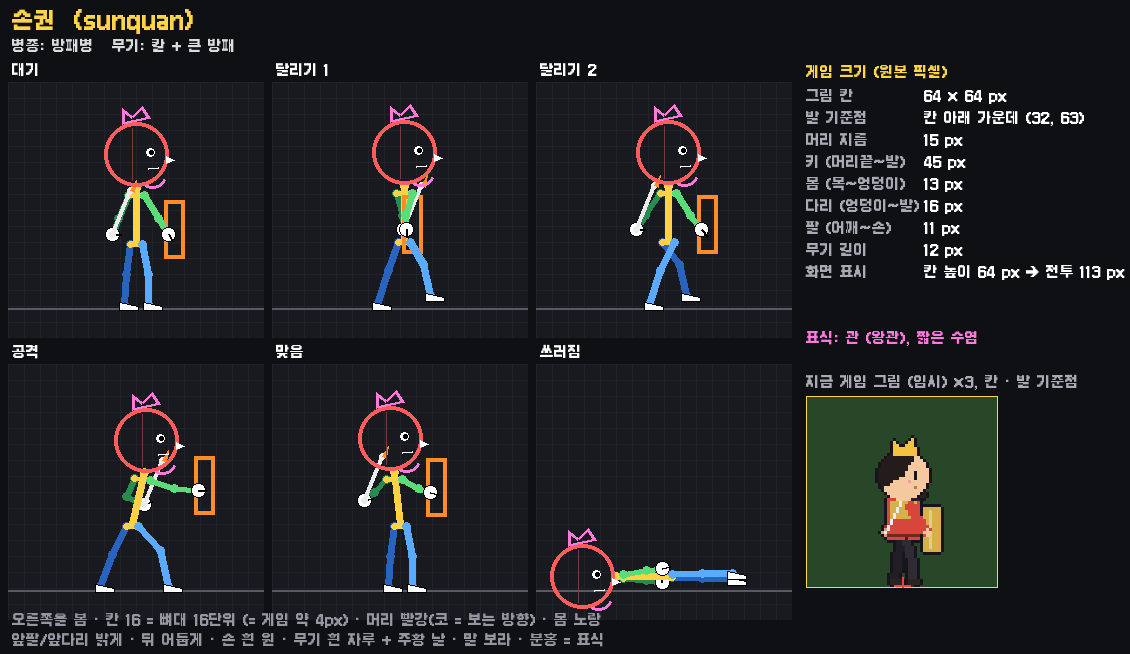 손권 (sunquan)
병종: 방패병 무기: 칼 + 큰 방패
대기
달리기 1
달리기 2
공격
맞음
쓰러짐
게임 크기 (원본 픽셀)
그림 칸 64 × 64 px
발 기준점 칸 아래 가운데 (32, 63)
머리 지름 15 px
키 (머리끝~발) 45 px
몸 (목~엉덩이) 13 px
다리 (엉덩이~발) 16 px
팔 (어깨~손) 11 px
무기 길이 12 px
화면 표시 칸 높이 64 px → 전투 113 px
표식: 관 (왕관), 짧은 수염
지금 게임 그림 (임시) ×3, 칸 · 발 기준점
오른쪽을 봄 · 칸 16 = 뼈대 16단위 (= 게임 약 4px) · 머리 빨강(코 = 보는 방향) · 몸 노랑
앞팔/앞다리 밝게 · 뒤 어둡게 · 손 흰 원 · 무기 흰 자루 + 주황 날 · 말 보라 · 분홍 = 표식